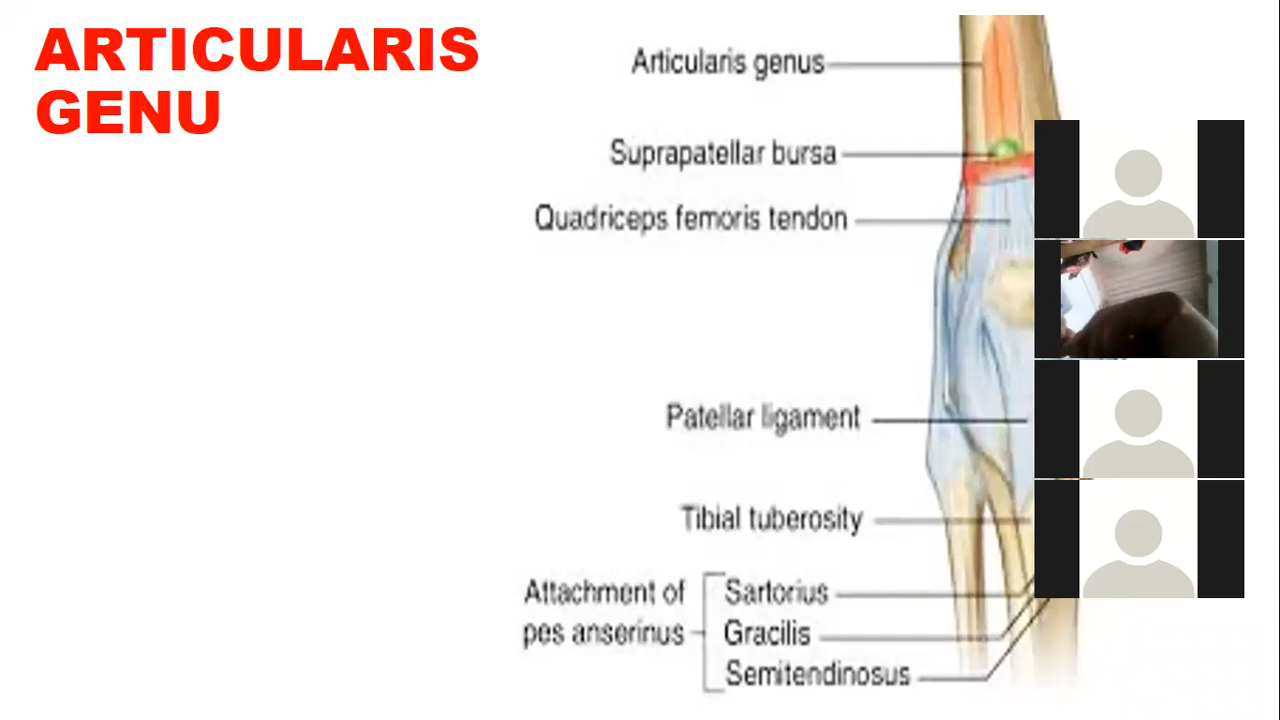 ARTICULARIS
GENU
Articularis genus
Suprapatellar bursa
Quadriceps femoris tendon
Patellar ligament
Tibial tuberosity
Attachment of
pes anserinus
Sartorius
Gracilis
Semitendinosus